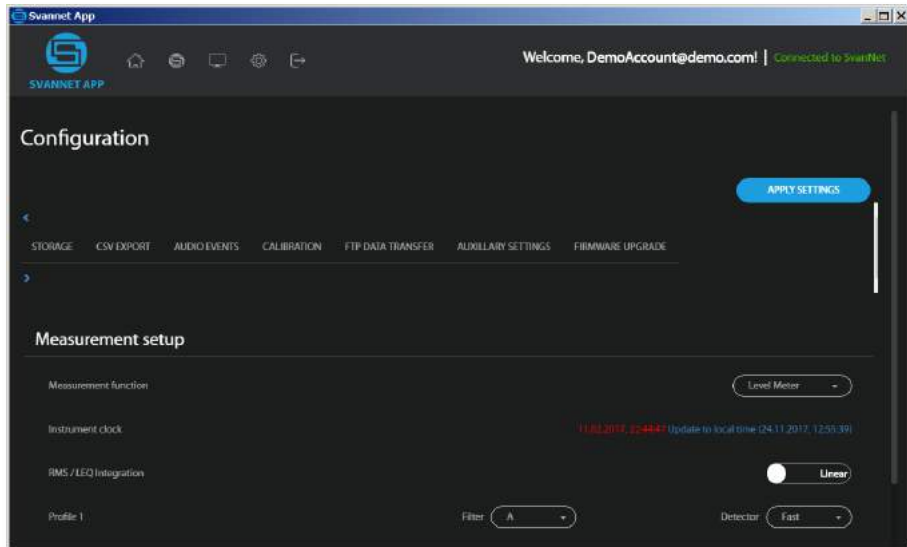 Svannet App
SVANNET APP
Welcome, DemoAccount@demo.com! | Connected to SvanNet
Configuration
APPLY SETTINGS
STORAGE CSV EXPORT AUDIO EVENTS CALIBRATION FTP DATA TRANSFER AUXILLARY SETTINGS FIRMWARE UPGRADE
Measurement setup
Measurement function Level Meter
Instrument clock Update to local time (24.11.2017, 12:55:39)
RMS / LEQ Integration Linear
Profile 1 Filter A Detector Fast